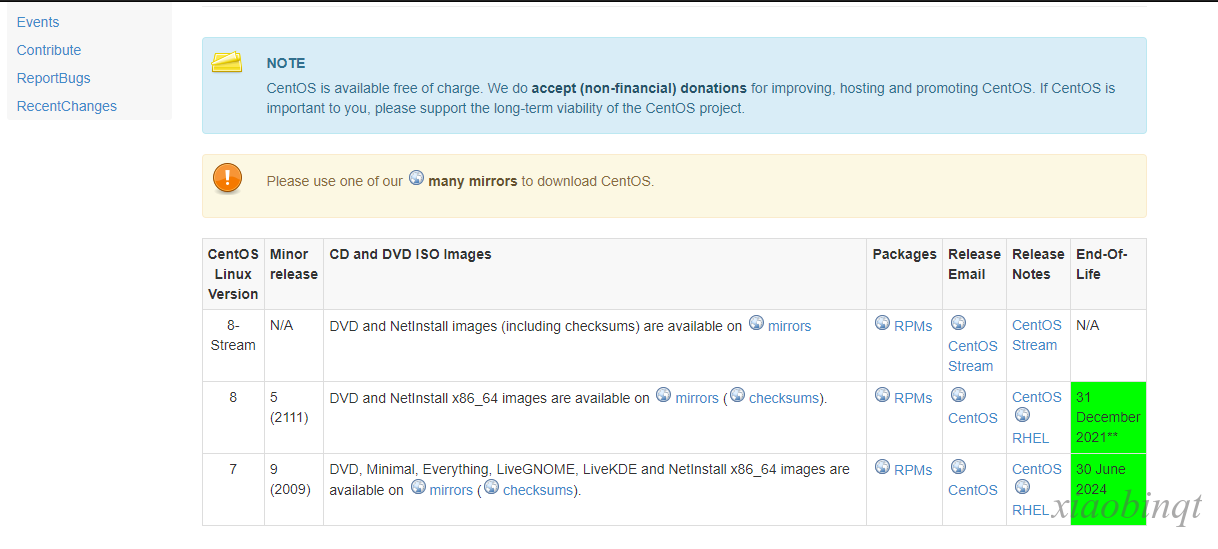 Events
Contribute
ReportBugs
RecentChanges
NOTE
CentOS is available free of charge. We do accept (non-financial) donations for improving, hosting and promoting CentOS. If CentOS is
important to you, please support the long-term viability of the CentOS project.
Please use one of our many mirrors to download CentOS.
CentOS Linux Version
Minor release
CD and DVD ISO Images
Packages
Release Email
Release Notes
End-Of-Life
8-Stream
N/A
DVD and NetInstall images (including checksums) are available on mirrors
RPMs
CentOS Stream
CentOS Stream
N/A
8
5 (2111)
DVD and NetInstall x86_64 images are available on mirrors (checksums).
RPMs
CentOS
CentOS
RHEL
31 December 2021**
7
9 (2009)
DVD, Minimal, Everything, LiveGNOME, LiveKDE and NetInstall x86_64 images are
available on mirrors (checksums).
RPMs
CentOS
CentOS
RHEL
30 June 2024
xiaobinqt